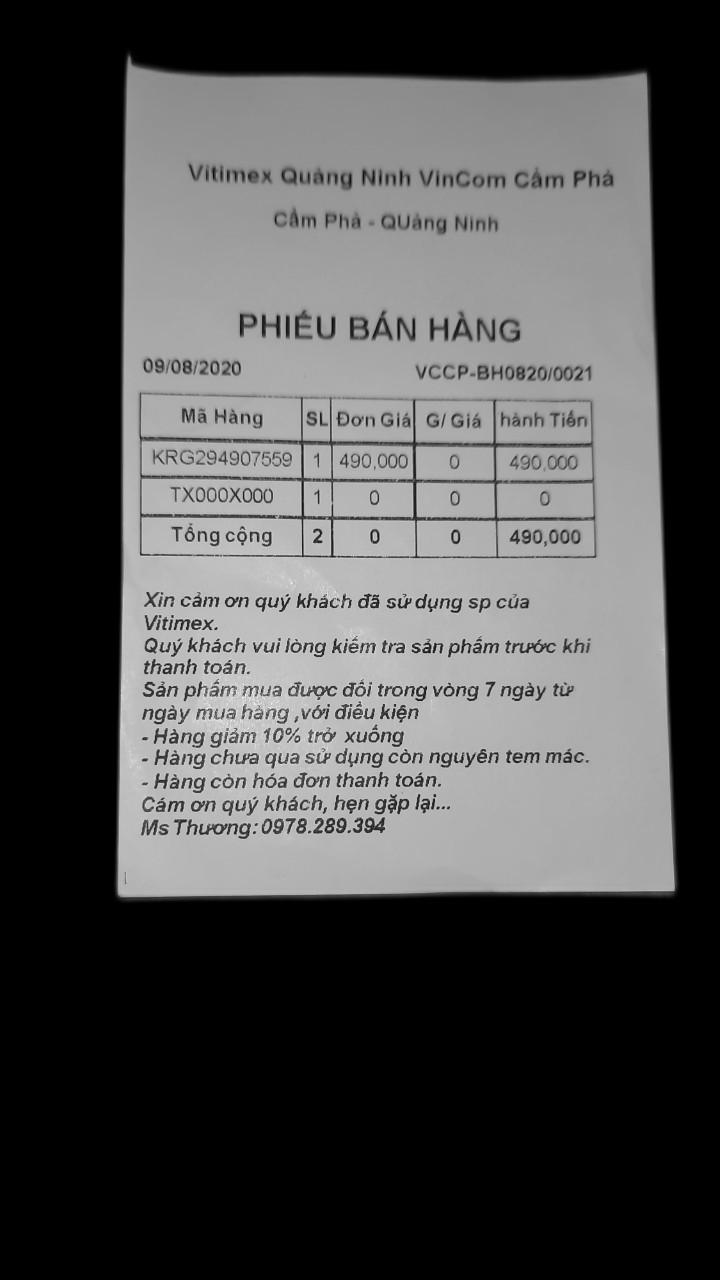 Vitimex Quảng Ninh VinCom Cẩm Phả
Cẩm Phả - QUảng Ninh
PHIẾU BÁN HÀNG
09/08/2020 VCCP-BH0820/0021
Mã Hàng SL Đơn Giá G/ Giá hành Tiền
KRG294907559 1 490,000 0 490,000
TX000X000 1 0 0 0
Tổng cộng 2 0 0 490,000
Xin cảm ơn quý khách đã sử dụng sp của
Vitimex.
Quý khách vui lòng kiểm tra sản phẩm trước khi
thanh toán.
Sản phẩm mua được đổi trong vòng 7 ngày từ
ngày mua hàng ,với điều kiện
- Hàng giảm 10% trở xuống
- Hàng chưa qua sử dụng còn nguyên tem mác.
- Hàng còn hóa đơn thanh toán.
Cám ơn quý khách, hẹn gặp lại...
Ms Thương: 0978.289.394